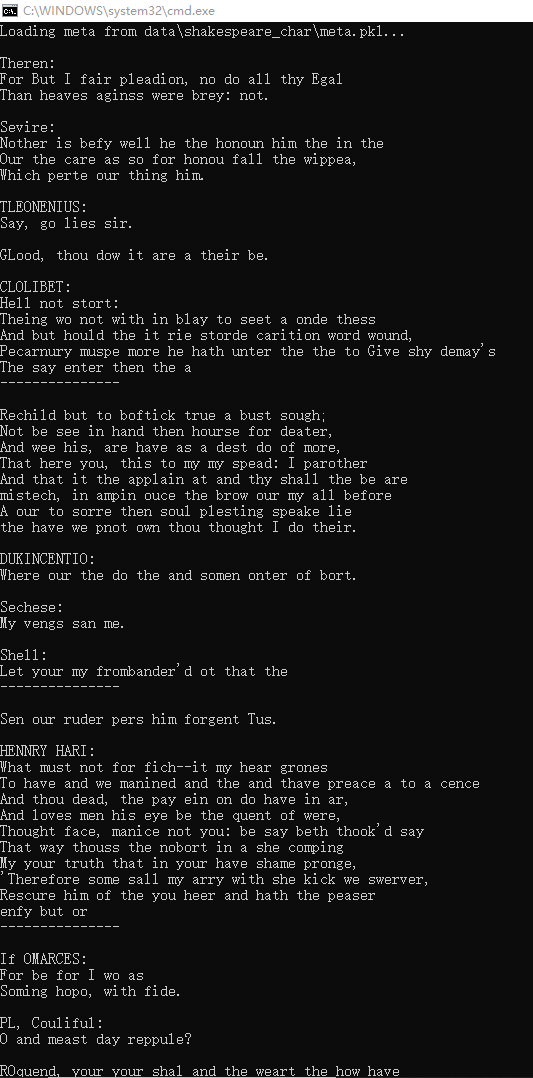 C:\WINDOWS\system32\cmd.exe
Loading meta from data\shakespeare_char\meta.pkl...
Theren:
For But I fair pleadion, no do all thy Egal
Than heaves aginss were brey: not.
Sevire:
Nother is befy well he the honoun him the in the
Our the care as so for honou fall the wippea,
Which perte our thing him.
TLEONENIUS:
Say, go lies sir.
GLood, thou dow it are a their be.
CLOLIBET:
Hell not stort:
Theing wo not with in blay to seet a onde thess
And but hould the it rie storde carition word wound,
Pecarnury muspe more he hath unter the the to Give shy demay's
The say enter then the a
---------------
Rechild but to boftick true a bust sough;
Not be see in hand then hourse for deater,
And wee his, are have as a dest do of more,
That here you, this to my my spead: I parother
And that it the applain at and thy shall the be are
mistech, in ampin ouce the brow our my all before
A our to sorre then soul plesting speake lie
the have we pnot own thou thought I do their.
DUKINCENTIO:
Where our the do the and somen onter of bort.
Sechese:
My vengs san me.
Shell:
Let your my frombander'd ot that the
---------------
Sen our ruder pers him forgent Tus.
HENNRY HARI:
What must not for fich--it my hear grones
To have and we manined and the and thave preace a to a cence
And thou dead, the pay ein on do have in ar,
And loves men his eye be the quent of were,
Thought face, manice not you: be say beth thook'd say
That way thouss the nobort in a she comping
My your truth that in your have shame pronge,
'Therefore some sall my arry with she kick we swerver,
Rescure him of the you heer and hath the peaser
enfy but or
---------------
If OMARCES:
For be for I wo as
Soming hopo, with fide.
PL, Couliful:
O and meast day reppule?
ROquend, your your shal and the weart the how have